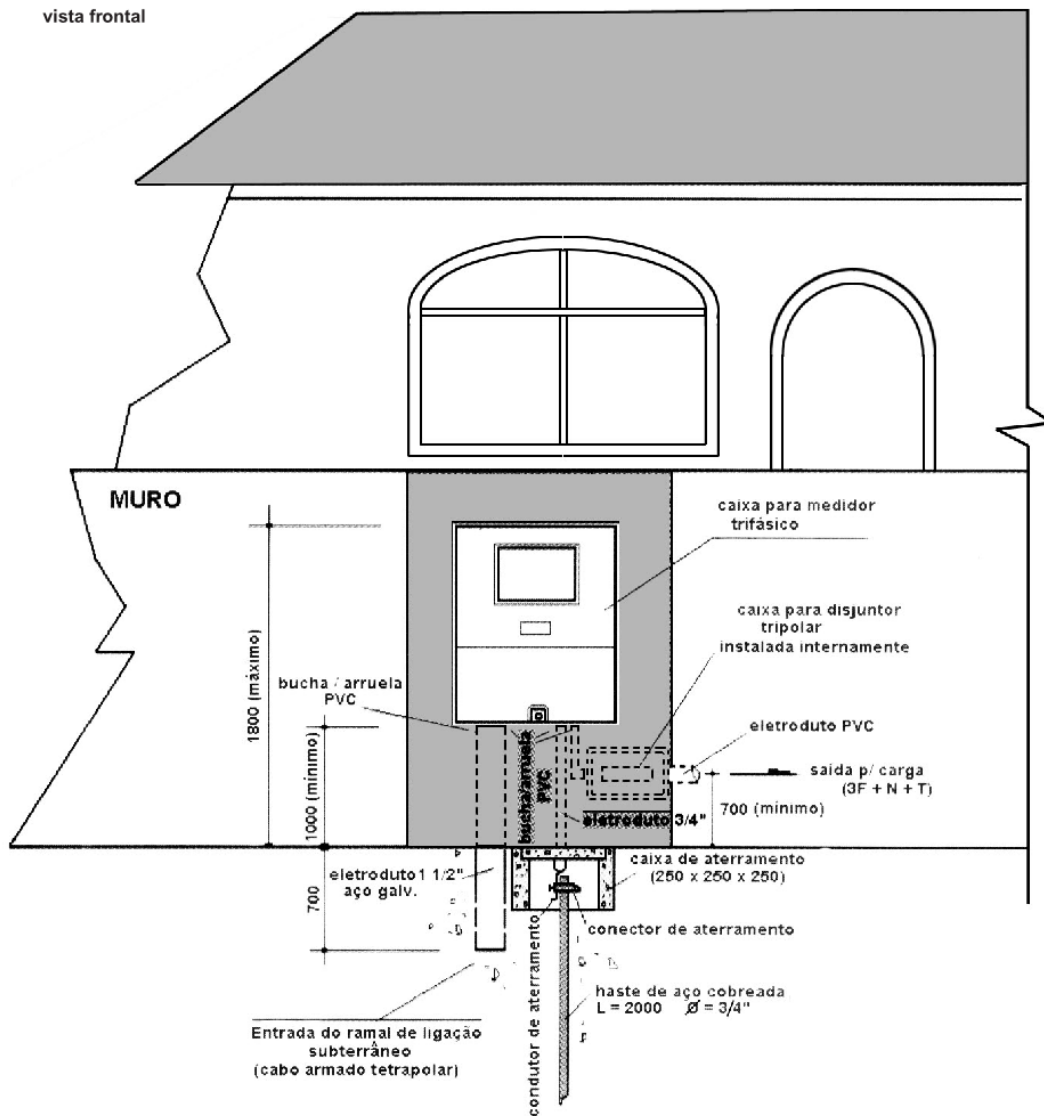 vista frontal
MURO
caixa para medidor
trifásico
caixa para disjuntor
tripolar
instalada internamente
bucha / arruela
PVC
1800 (máximo)
1000 (mínimo)
700
bucha/arruela
PVC
eletroduto PVC
saída p/ carga
(3F + N + T)
700 (mínimo)
eletroduto 3/4"
eletroduto1 1/2"
aço galv.
caixa de aterramento
(250 x 250 x 250)
conector de aterramento
condutor de aterramento
haste de aço cobreada
L = 2000 Ø = 3/4"
Entrada do ramal de ligação
subterrâneo
(cabo armado tetrapolar)